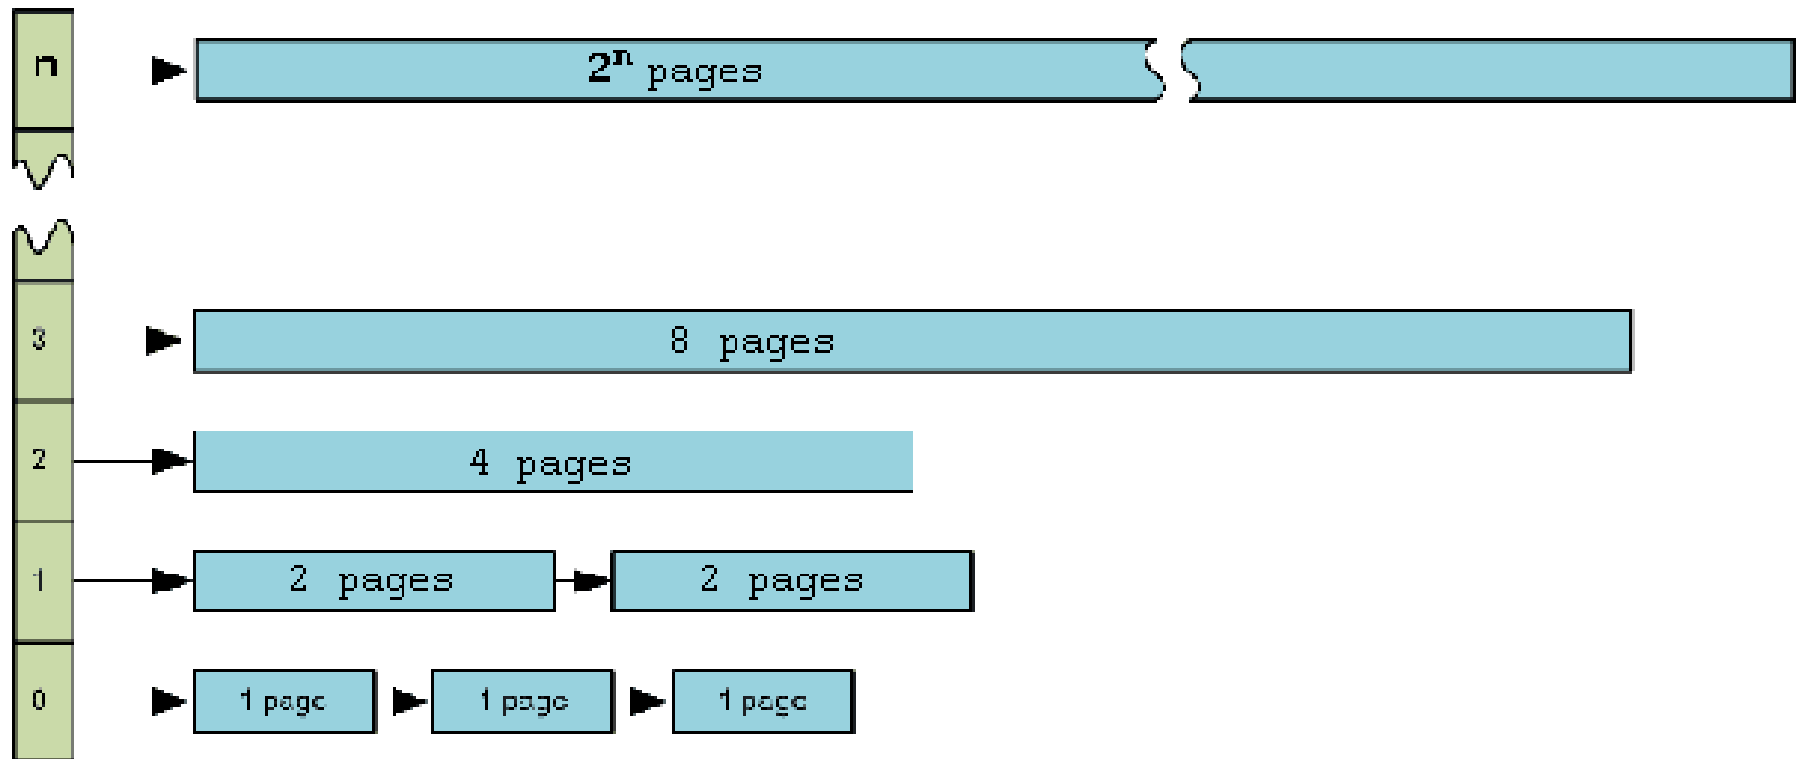 n
2ⁿ pages
3
8 pages
2
4 pages
1
2 pages 2 pages
0
1 page 1 page 1 page